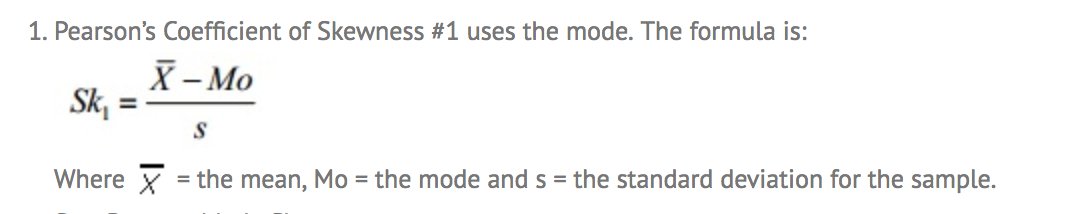 1. Pearson's Coefficient of Skewness #1 uses the mode. The formula is:
Sk₁ = (X̅ – Mo) / s
Where X̅ = the mean, Mo = the mode and s = the standard deviation for the sample.